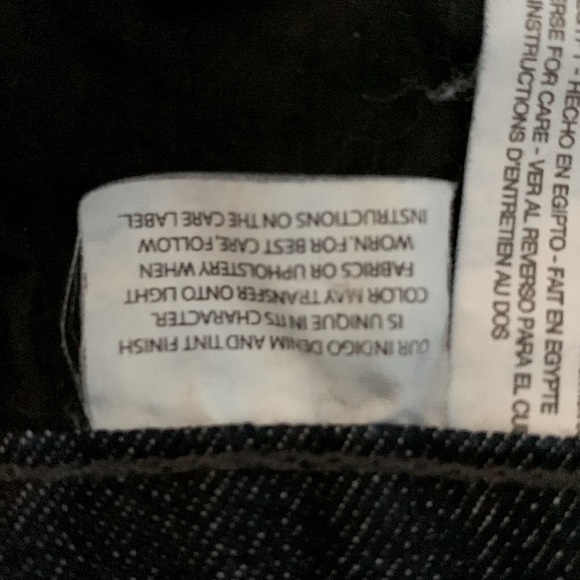 OUR INDIGO DENIM AND TINT FINISH
IS UNIQUE IN ITS CHARACTER.
COLOR MAY TRANSFER ONTO LIGHT
FABRICS OR UPHOLSTERY WHEN
WORN. FOR BEST CARE, FOLLOW
INSTRUCTIONS ON THE CARE LABEL.
- HECHO EN EGIPTO - FAIT EN EGYPTE
FOR CARE - VER AL REVERSO PARA EL
INSTRUCTIONS D'ENTRETIEN AU DOS